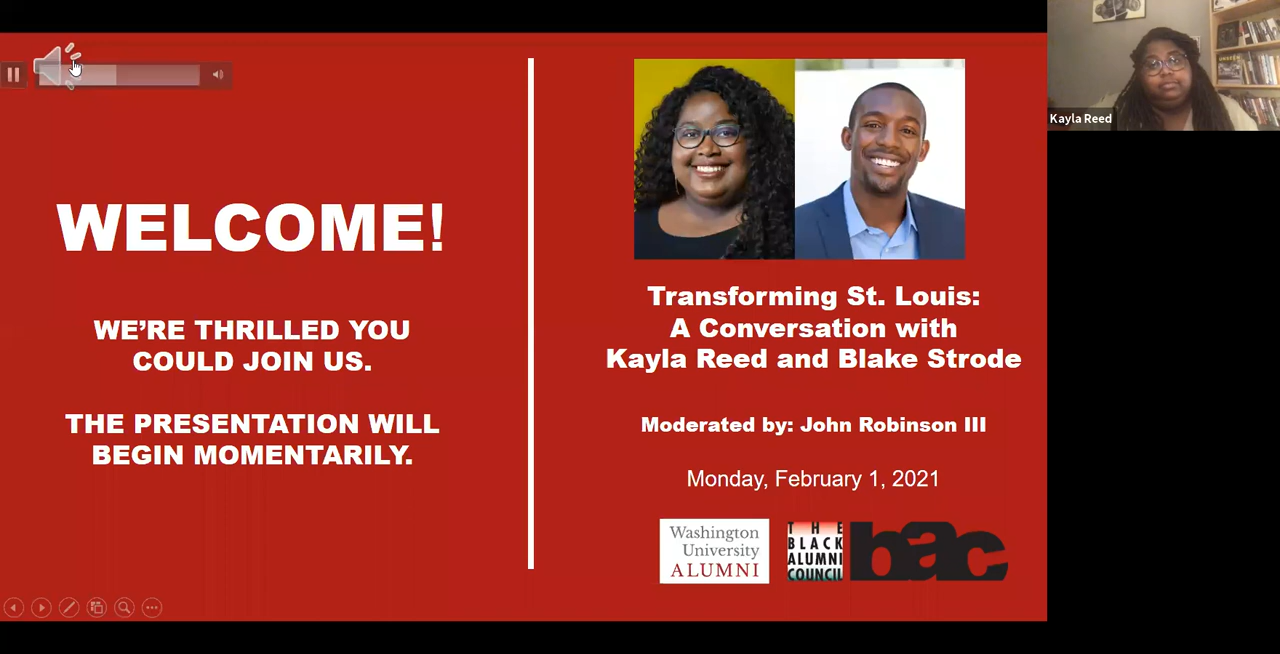 WELCOME!
WE'RE THRILLED YOU
COULD JOIN US.
THE PRESENTATION WILL
BEGIN MOMENTARILY.
Transforming St. Louis:
A Conversation with
Kayla Reed and Blake Strode
Moderated by: John Robinson III
Monday, February 1, 2021
Washington
University
ALUMNI
THE
BLACK
ALUMNI
COUNCIL
bac
Kayla Reed